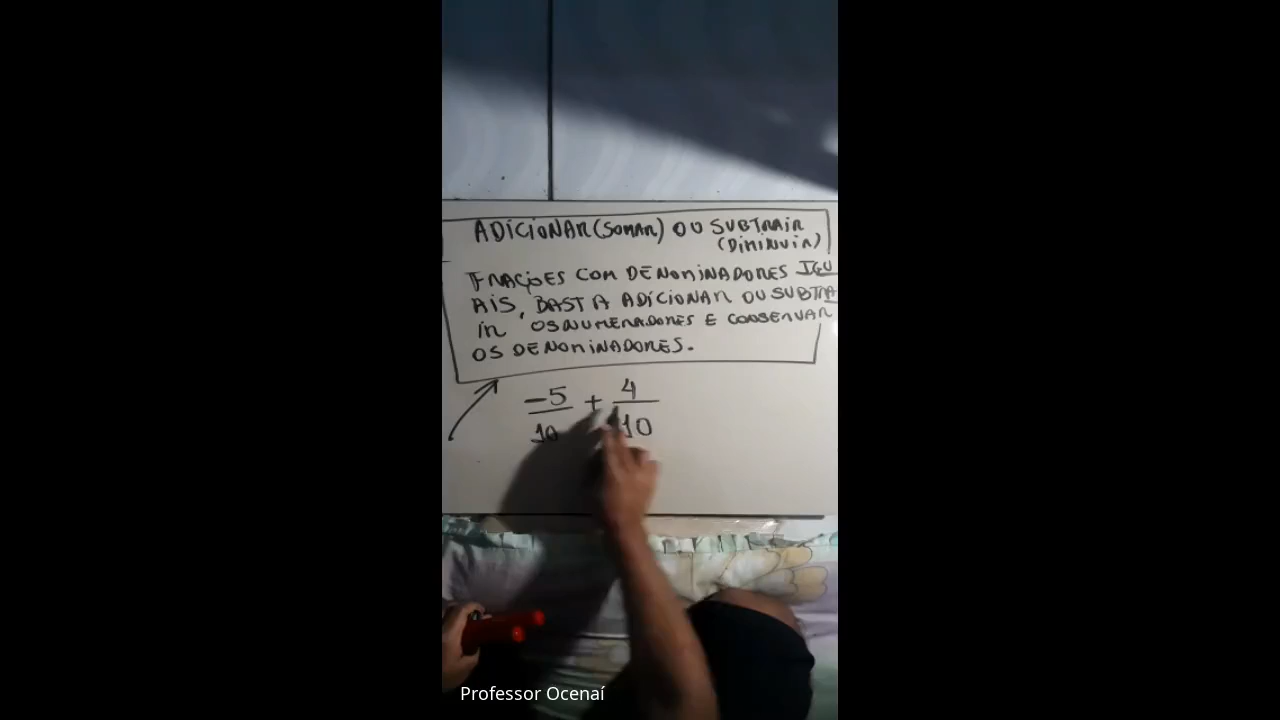 ADICIONAR (SOMAR) OU SUBTRAIR
(DIMINUIR)
FRAÇÕES COM DENOMINADORES IGU
AIS, BASTA ADICIONAR OU SUBTRA
IR OS NUMERADORES E CONSERVAR
OS DENOMINADORES.
-5/10 + 4/10
Professor Ocenaí